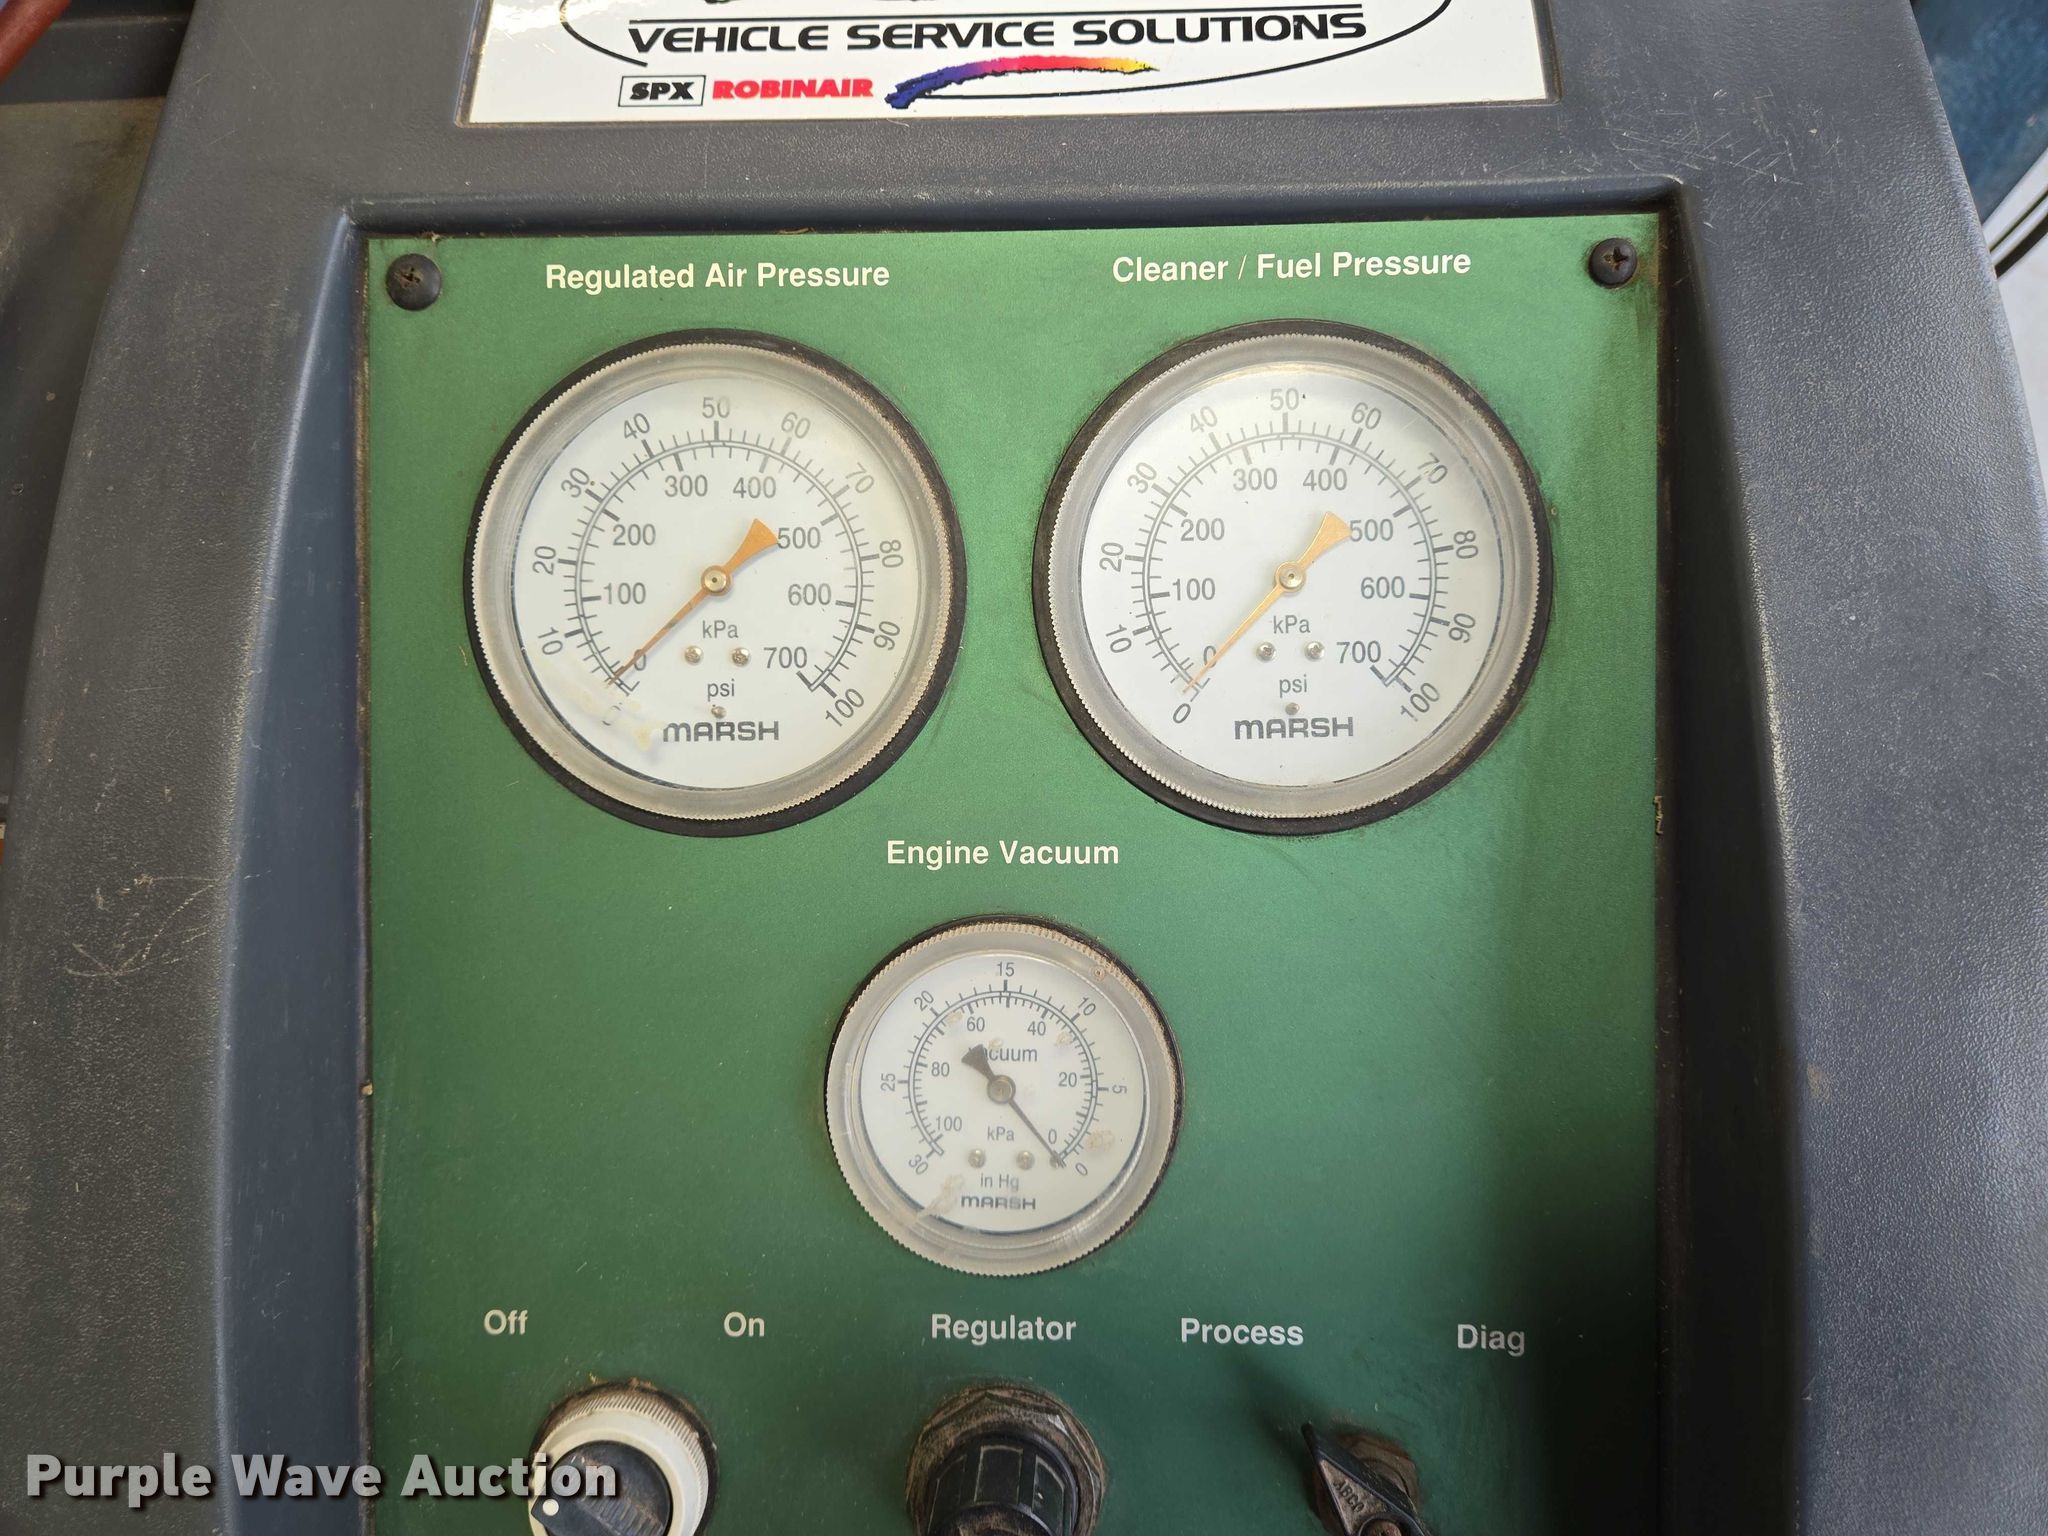 VEHICLE SERVICE SOLUTIONS
SPX ROBINAIR
Regulated Air Pressure
Cleaner / Fuel Pressure
0 10 20 30 40 50 60 70 80 90 100
0 100 200 300 400 500 600 700
kPa
psi
MARSH
0 10 20 30 40 50 60 70 80 90 100
0 100 200 300 400 500 600 700
kPa
psi
MARSH
Engine Vacuum
30 25 20 15 10 5 0
100 80 60 40 20 0
kPa
in Hg
MARSH
Off
On
Regulator
Process
Diag
Purple Wave Auction